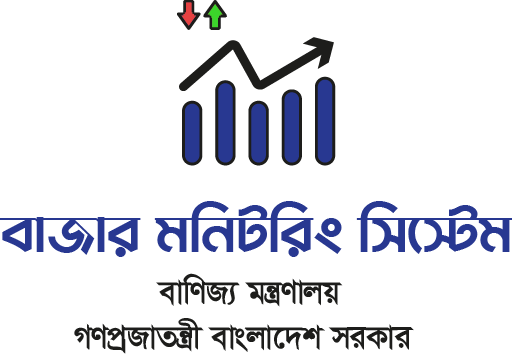 বাজার মনিটরিং সিস্টেম
বাণিজ্য মন্ত্রণালয়
গণপ্রজাতন্ত্রী বাংলাদেশ সরকার